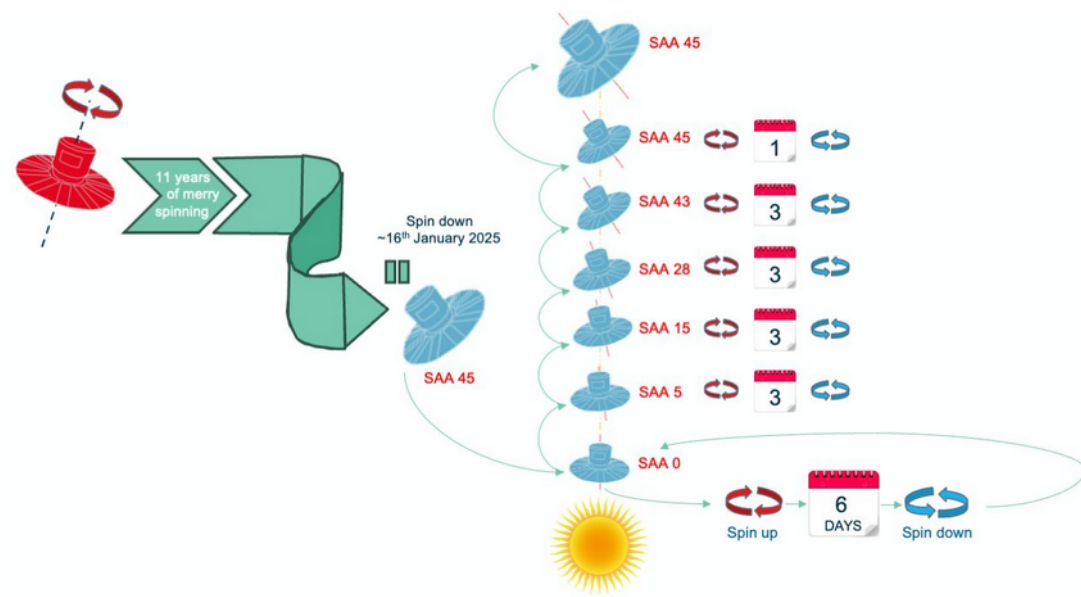 11 years
of merry
spinning
Spin down
~16th January 2025
SAA 45
SAA 45
SAA 45
1
SAA 43
3
SAA 28
3
SAA 15
3
SAA 5
3
SAA 0
Spin up
6
DAYS
Spin down